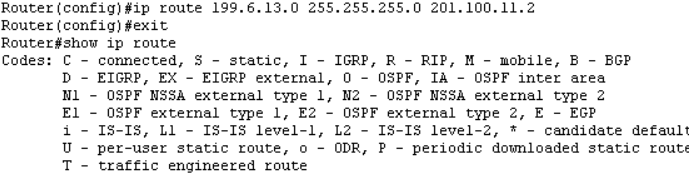 Router(config)#ip route 199.6.13.0 255.255.255.0 201.100.11.2
Router(config)#exit
Router#show ip route
Codes: C - connected, S - static, I - IGRP, R - RIP, M - mobile, B - BGP
D - EIGRP, EX - EIGRP external, O - OSPF, IA - OSPF inter area
N1 - OSPF NSSA external type 1, N2 - OSPF NSSA external type 2
E1 - OSPF external type 1, E2 - OSPF external type 2, E - EGP
i - IS-IS, L1 - IS-IS level-1, L2 - IS-IS level-2, * - candidate default
U - per-user static route, o - ODR, P - periodic downloaded static route
T - traffic engineered route